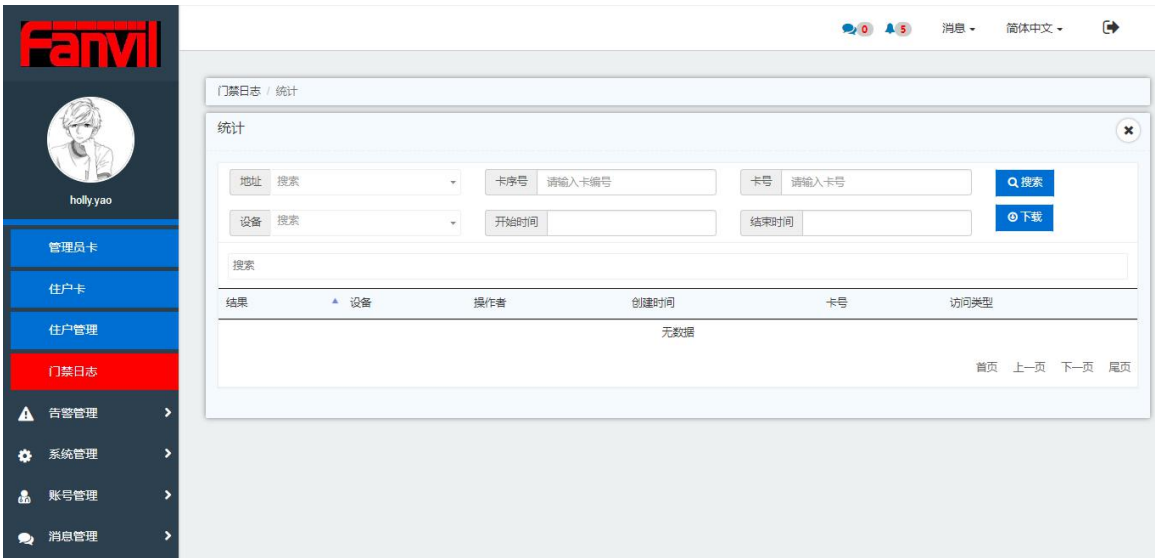 Fanvil
0 5 消息 简体中文
门禁日志 / 统计
统计
holly.yao
地址 搜索 卡序号 请输入卡编号 卡号 请输入卡号 搜索
设备 搜索 开始时间 结束时间 下载
搜索
结果 设备 操作者 创建时间 卡号 访问类型
无数据
首页 上一页 下一页 尾页
管理员卡
住户卡
住户管理
门禁日志
告警管理
系统管理
账号管理
消息管理